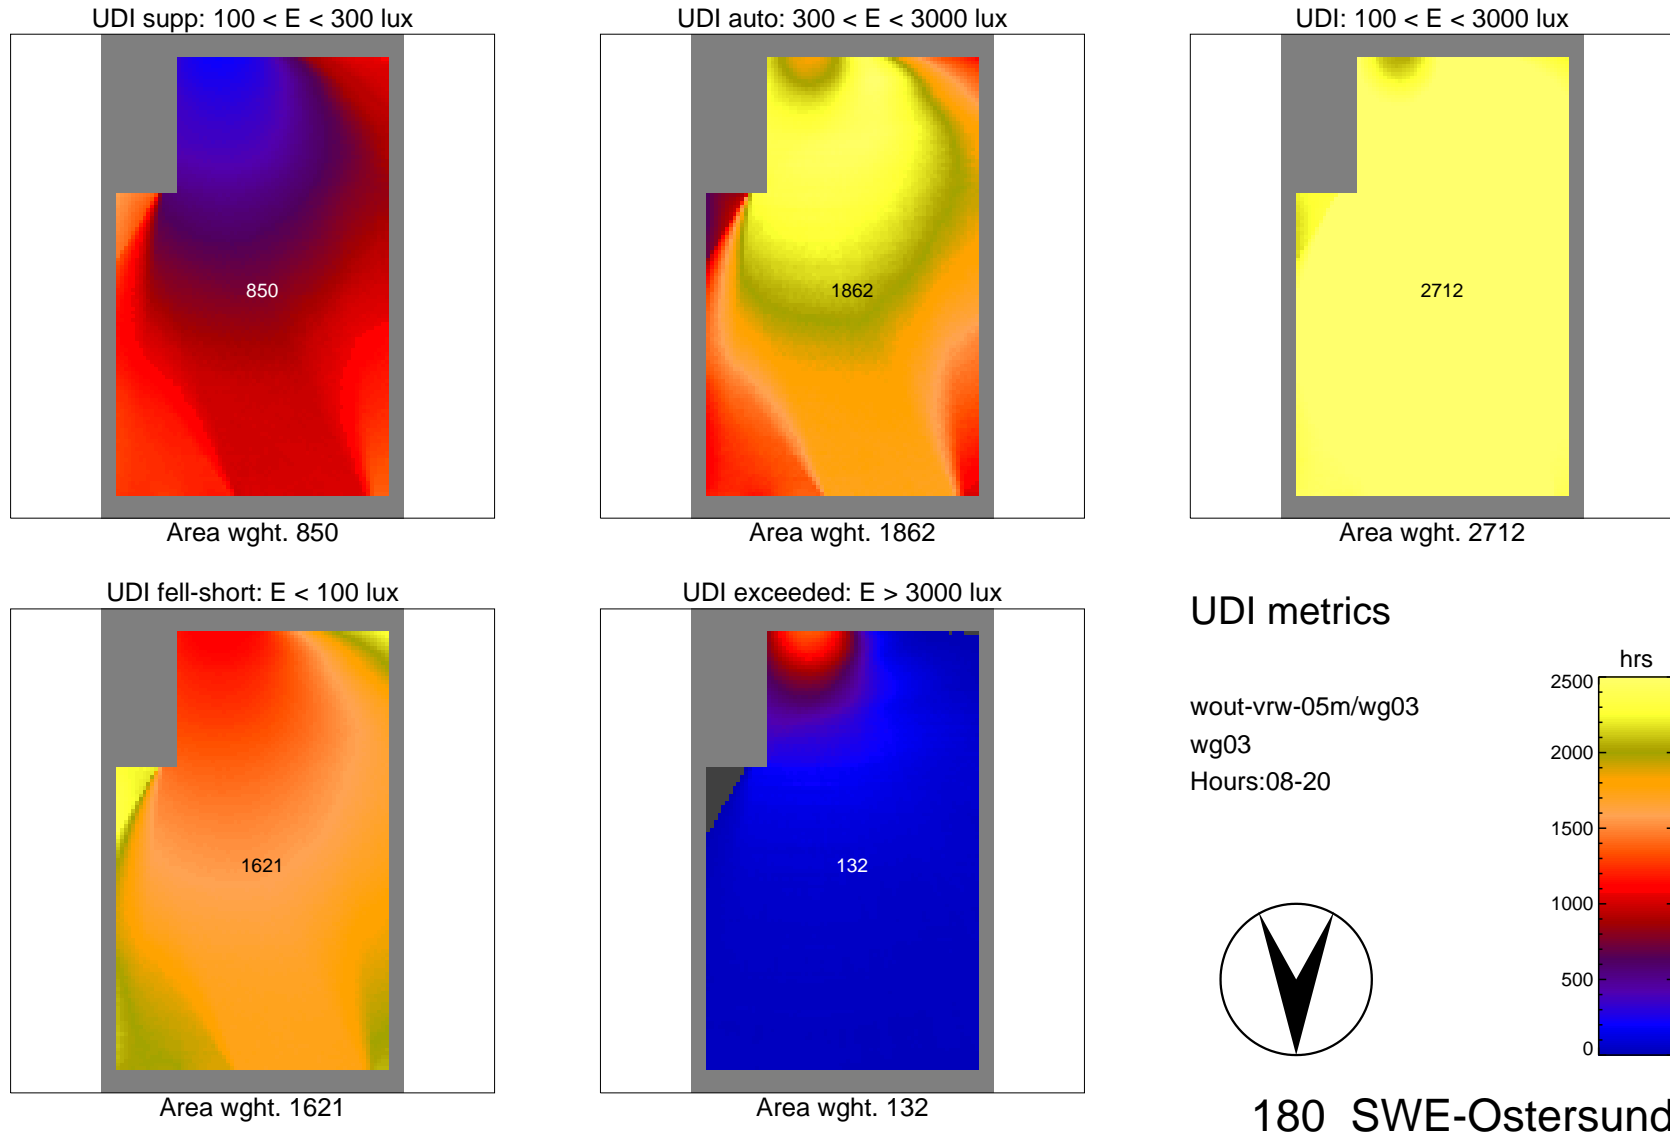 UDI supp: 100 < E < 300 lux
UDI auto: 300 < E < 3000 lux
UDI: 100 < E < 3000 lux
850
1862
2712
Area wght. 850
Area wght. 1862
Area wght. 2712
UDI fell-short: E < 100 lux
UDI exceeded: E > 3000 lux
1621
132
Area wght. 1621
Area wght. 132
UDI metrics
wout-vrw-05m/wg03
wg03
Hours:08-20
hrs
2500
2000
1500
1000
500
0
180 SWE-Ostersund